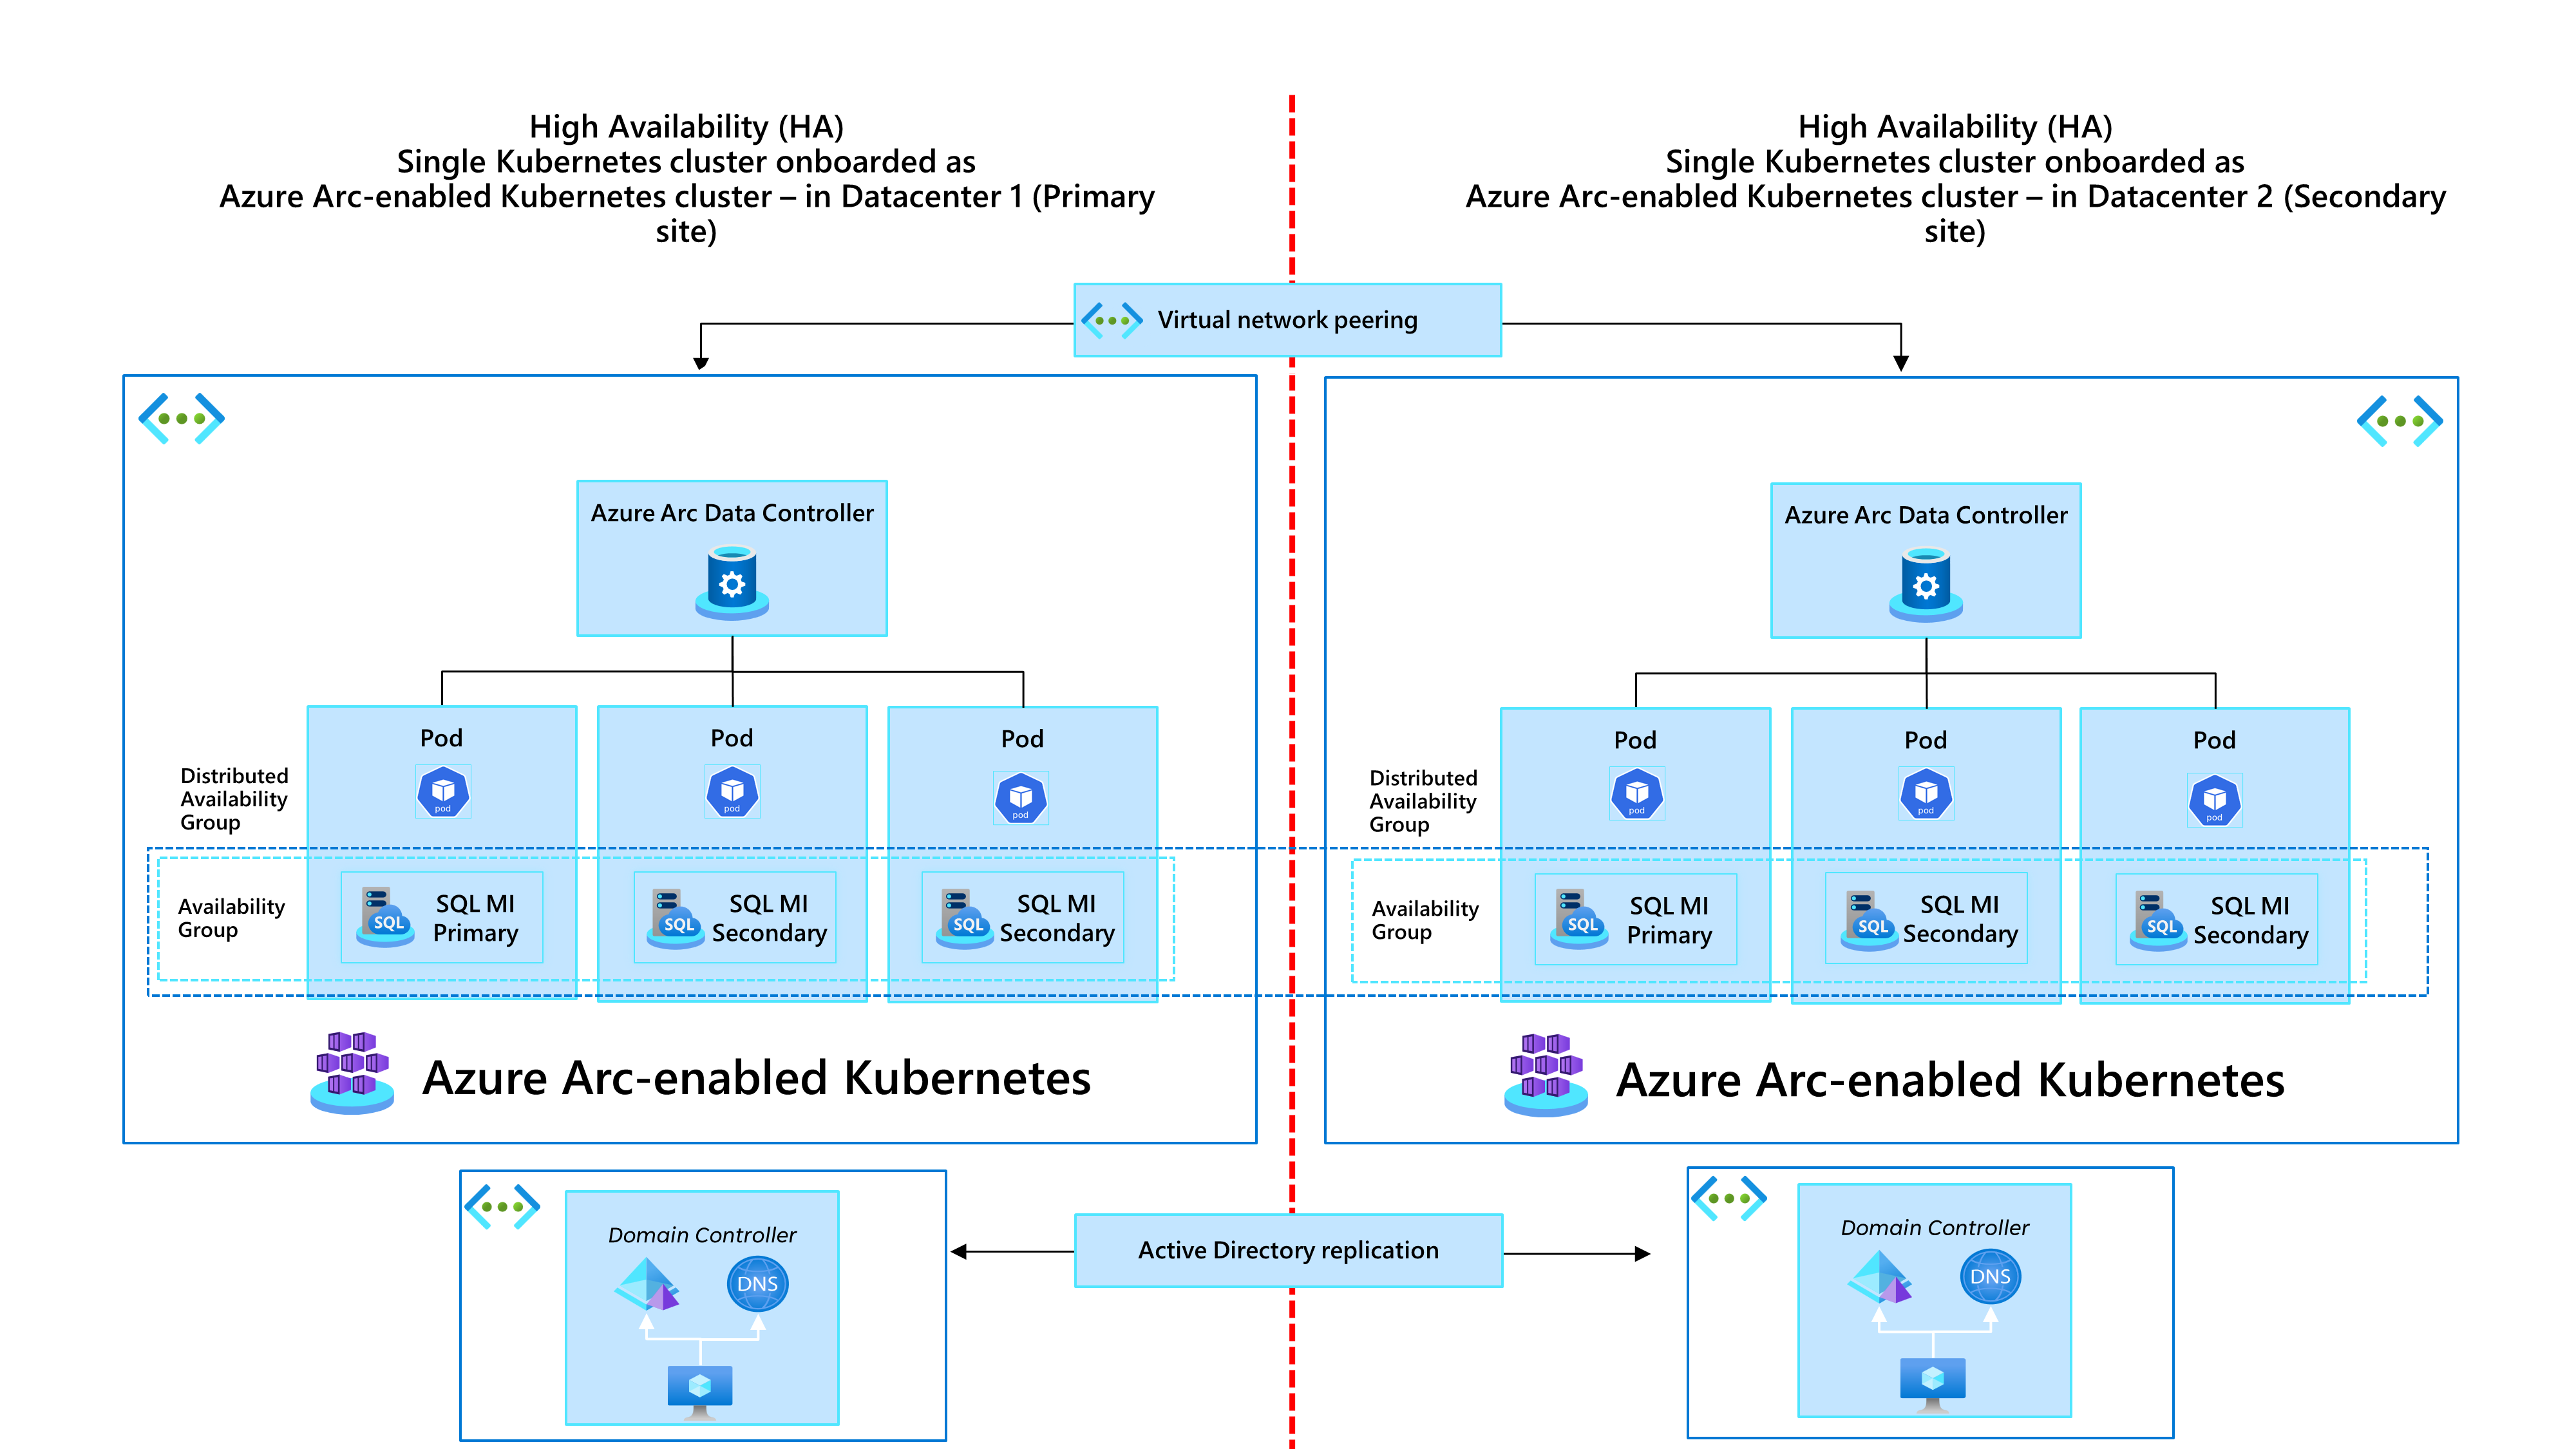 High Availability (HA)
Single Kubernetes cluster onboarded as
Azure Arc-enabled Kubernetes cluster – in Datacenter 1 (Primary
site)
High Availability (HA)
Single Kubernetes cluster onboarded as
Azure Arc-enabled Kubernetes cluster – in Datacenter 2 (Secondary
site)
Virtual network peering
Azure Arc Data Controller
Pod
pod
Pod
pod
Pod
pod
Distributed
Availability
Group
Availability
Group
SQL
SQL MI
Primary
SQL
SQL MI
Secondary
SQL
SQL MI
Secondary
Azure Arc-enabled Kubernetes
Azure Arc Data Controller
Pod
pod
Pod
pod
Pod
pod
Distributed
Availability
Group
Availability
Group
SQL
SQL MI
Primary
SQL
SQL MI
Secondary
SQL
SQL MI
Secondary
Azure Arc-enabled Kubernetes
Domain Controller
DNS
Active Directory replication
Domain Controller
DNS